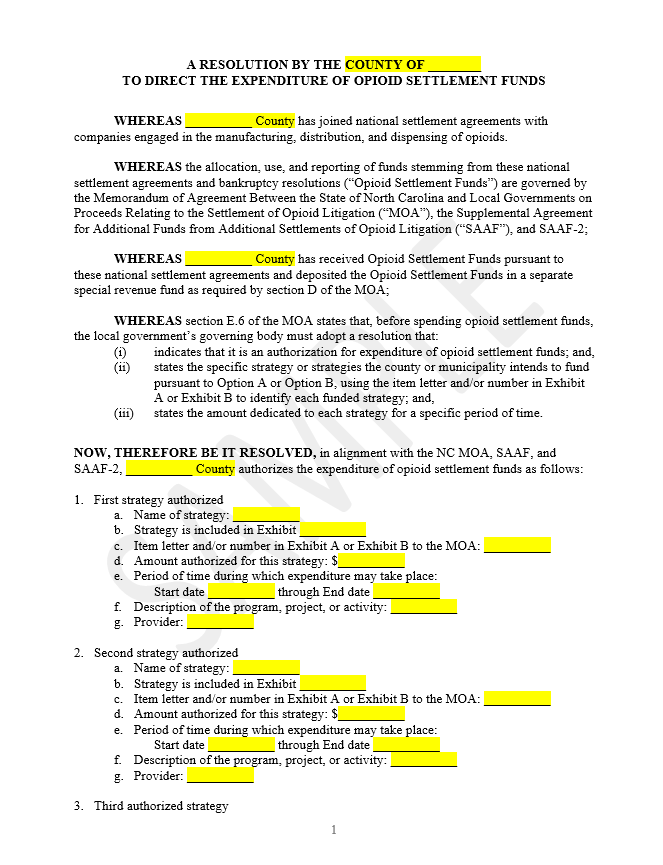 A RESOLUTION BY THE COUNTY OF ________
TO DIRECT THE EXPENDITURE OF OPIOID SETTLEMENT FUNDS
WHEREAS __________ County has joined national settlement agreements with
companies engaged in the manufacturing, distribution, and dispensing of opioids.
WHEREAS the allocation, use, and reporting of funds stemming from these national
settlement agreements and bankruptcy resolutions (“Opioid Settlement Funds”) are governed by
the Memorandum of Agreement Between the State of North Carolina and Local Governments on
Proceeds Relating to the Settlement of Opioid Litigation (“MOA”), the Supplemental Agreement
for Additional Funds from Additional Settlements of Opioid Litigation (“SAAF”), and SAAF-2;
WHEREAS __________ County has received Opioid Settlement Funds pursuant to
these national settlement agreements and deposited the Opioid Settlement Funds in a separate
special revenue fund as required by section D of the MOA;
WHEREAS section E.6 of the MOA states that, before spending opioid settlement funds,
the local government’s governing body must adopt a resolution that:
(i) indicates that it is an authorization for expenditure of opioid settlement funds; and,
(ii) states the specific strategy or strategies the county or municipality intends to fund
pursuant to Option A or Option B, using the item letter and/or number in Exhibit
A or Exhibit B to identify each funded strategy; and,
(iii) states the amount dedicated to each strategy for a specific period of time.
NOW, THEREFORE BE IT RESOLVED, in alignment with the NC MOA, SAAF, and
SAAF-2, __________ County authorizes the expenditure of opioid settlement funds as follows:
1. First strategy authorized
a. Name of strategy: __________
b. Strategy is included in Exhibit __________
c. Item letter and/or number in Exhibit A or Exhibit B to the MOA: __________
d. Amount authorized for this strategy: $__________
e. Period of time during which expenditure may take place:
Start date __________ through End date __________
f. Description of the program, project, or activity: __________
g. Provider: __________
2. Second strategy authorized
a. Name of strategy: __________
b. Strategy is included in Exhibit __________
c. Item letter and/or number in Exhibit A or Exhibit B to the MOA: __________
d. Amount authorized for this strategy: $__________
e. Period of time during which expenditure may take place:
Start date __________ through End date __________
f. Description of the program, project, or activity: __________
g. Provider: __________
3. Third authorized strategy
1
SAMPLE